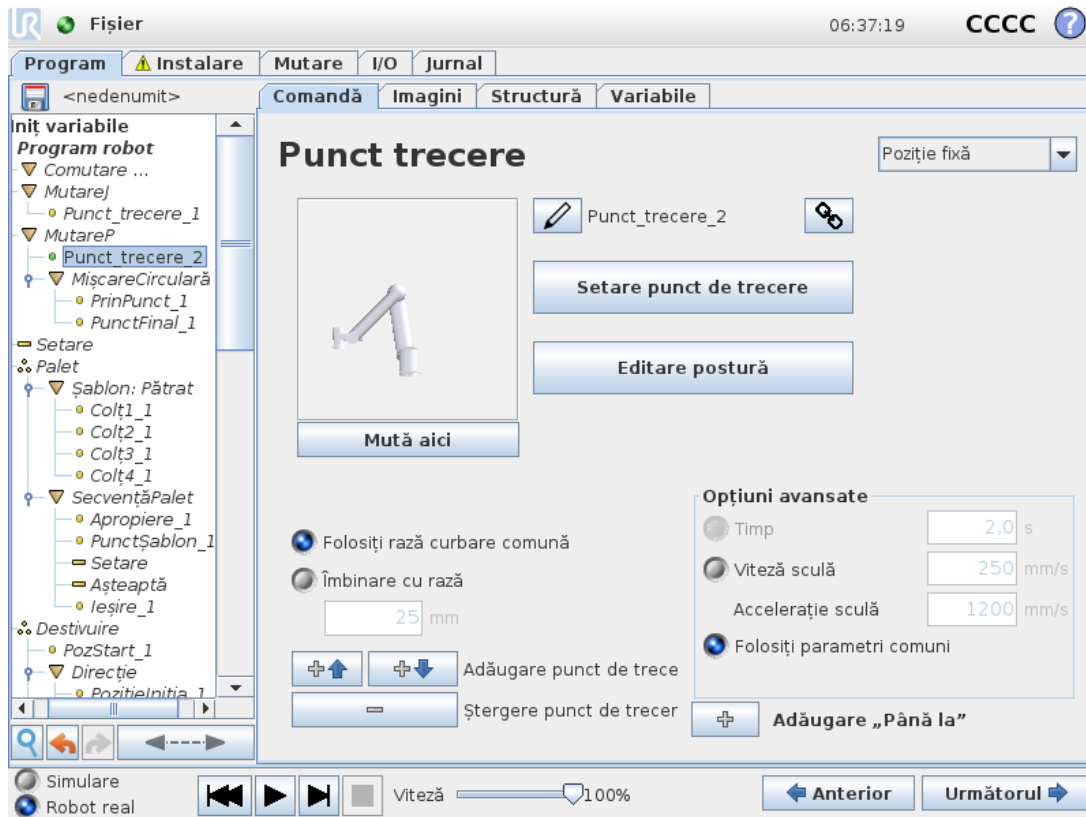 UR
Fișier
06:37:19
CCCC
?
Program
Instalare
Mutare
I/O
Jurnal
<nedenumit>
Comandă
Imagini
Structură
Variabile
Iniț variabile
Program robot
Comutare ...
MutareJ
Punct_trecere_1
MutareP
Punct_trecere_2
MișcareCirculară
PrinPunct_1
PunctFinal_1
Setare
Palet
Șablon: Pătrat
Colț1_1
Colț2_1
Colț3_1
Colț4_1
SecvențăPalet
Apropiere_1
PunctȘablon_1
Setare
Așteaptă
Ieșire_1
Destivuire
PozStart_1
Direcție
PozițieIniția_1
Punct trecere
Poziție fixă
Punct_trecere_2
Setare punct de trecere
Editare postură
Mută aici
Folosiți rază curbare comună
Îmbinare cu rază
25 mm
Adăugare punct de trece
Ștergere punct de trecer
Opțiuni avansate
Timp 2,0 s
Viteză sculă 250 mm/s
Accelerație sculă 1200 mm/s
Folosiți parametri comuni
Adăugare „Până la”
Simulare
Robot real
Viteză 100%
Anterior
Următorul